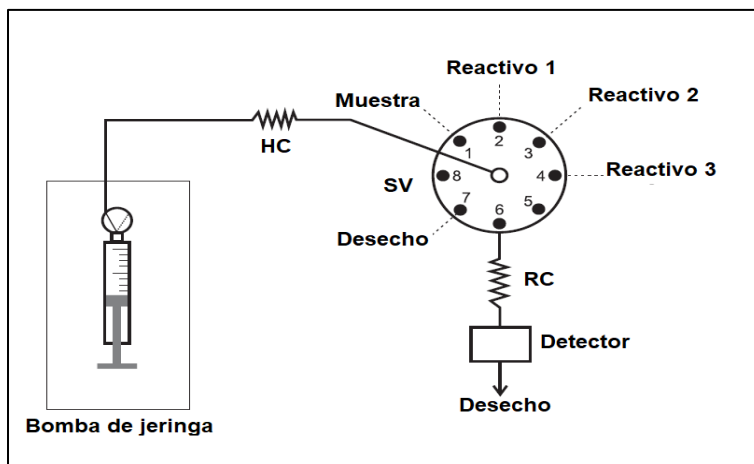 Reactivo 1
Muestra
Reactivo 2
HC
1
2
3
Reactivo 3
SV
8
4
7
6
5
Desecho
RC
Detector
Desecho
Bomba de jeringa